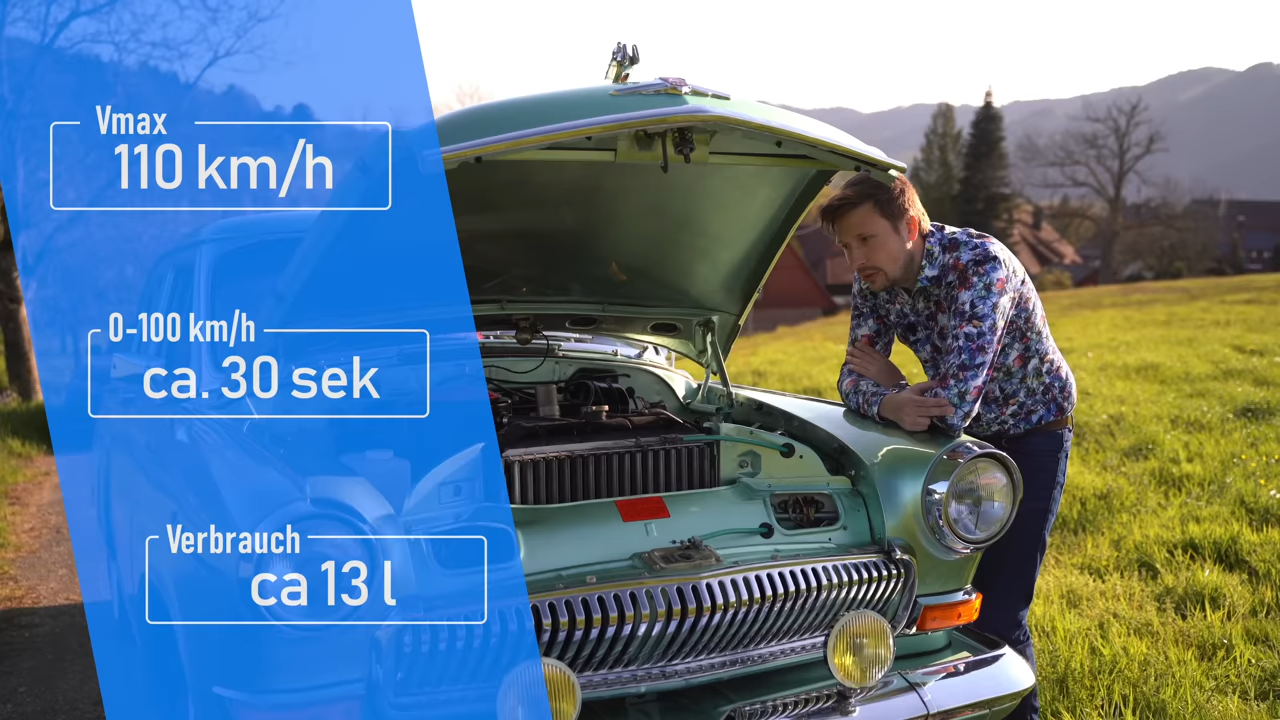 Vmax
110 km/h
0-100 km/h
ca. 30 sek
Verbrauch
ca 13 l